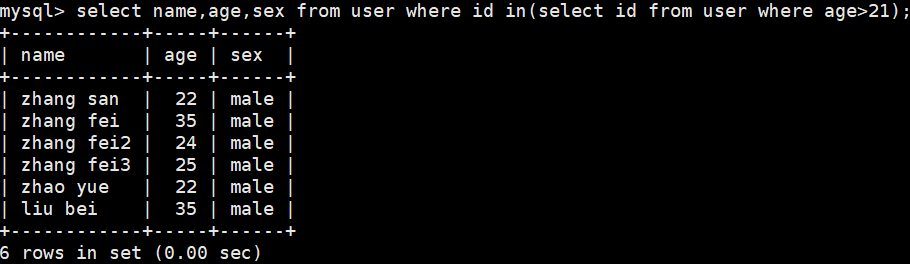 mysql> select name,age,sex from user where id in(select id from user where age>21);
+------------+-----+------+
| name       | age | sex  |
+------------+-----+------+
| zhang san  |  22 | male |
| zhang fei  |  35 | male |
| zhang fei2 |  24 | male |
| zhang fei3 |  25 | male |
| zhao yue   |  22 | male |
| liu bei    |  35 | male |
+------------+-----+------+
6 rows in set (0.00 sec)